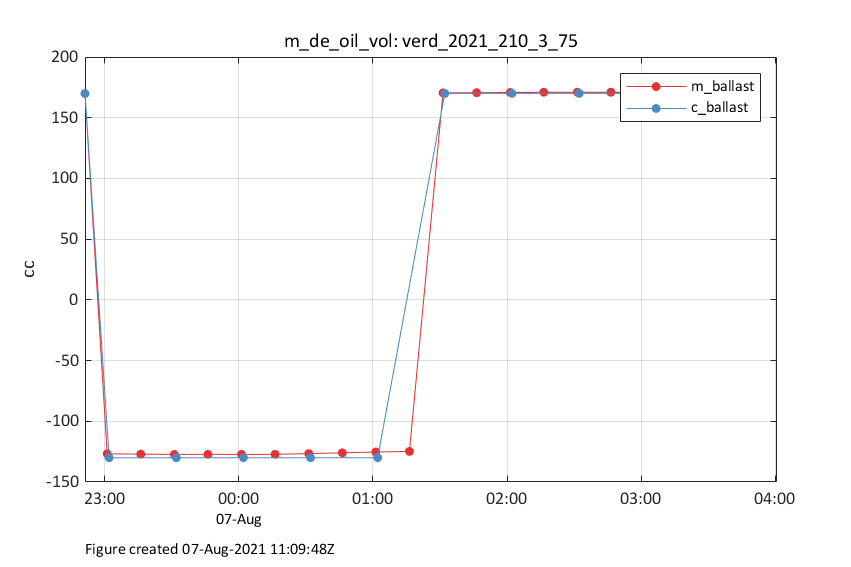 m_de_oil_vol: verd_2021_210_3_75
200
150
100
50
0
-50
-100
-150
cc
m_ballast
c_ballast
23:00 00:00 01:00 02:00 03:00 04:00
07-Aug
Figure created 07-Aug-2021 11:09:48Z